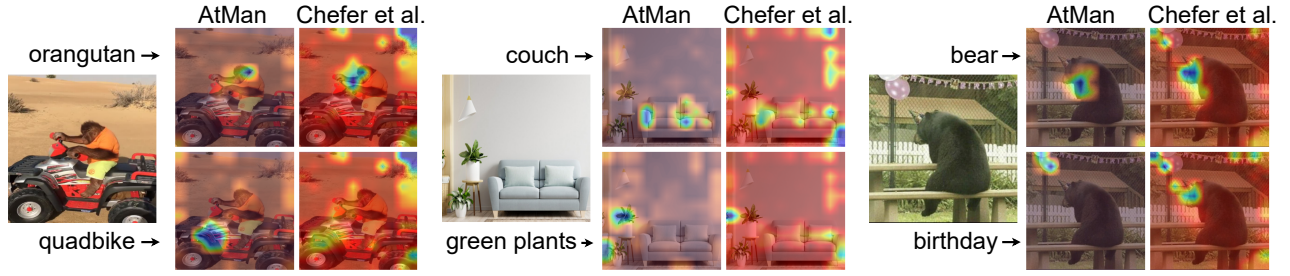 AtMan Chefer et al.
orangutan
quadbike
AtMan Chefer et al.
couch
green plants
AtMan Chefer et al.
bear
birthday